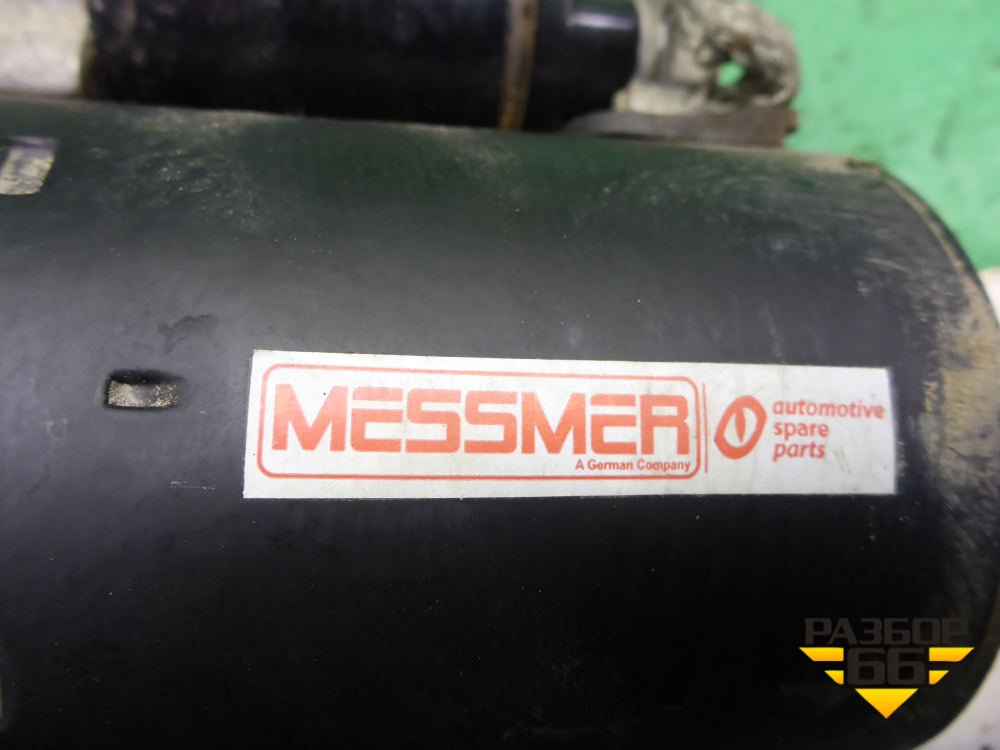 MESSMER
A German Company
automotive
spare
parts
РАЗБОР
66